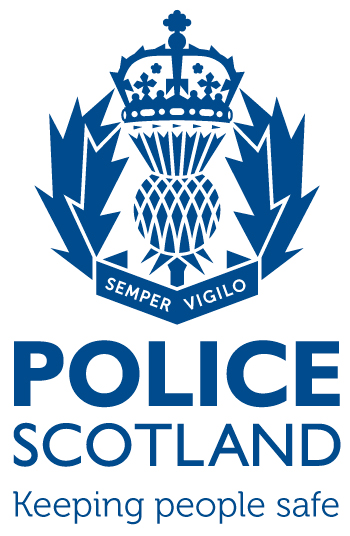 SEMPER VIGILO
POLICE
SCOTLAND
Keeping people safe